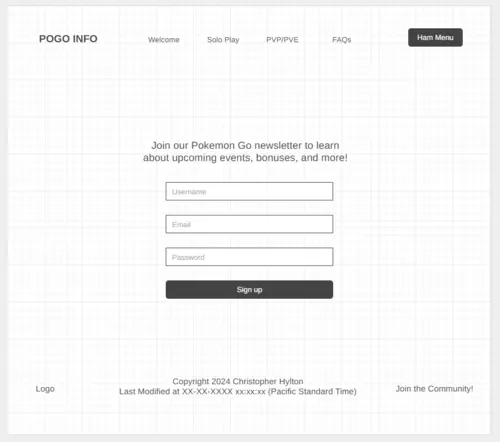 POGO INFO
Welcome
Solo Play
PVP/PVE
FAQs
Ham Menu
Join our Pokemon Go newsletter to learn
about upcoming events, bonuses, and more!
Username
Email
Password
Sign up
Logo
Copyright 2024 Christopher Hylton
Last Modified at XX-XX-XXXX xx:xx:xx (Pacific Standard Time)
Join the Community!